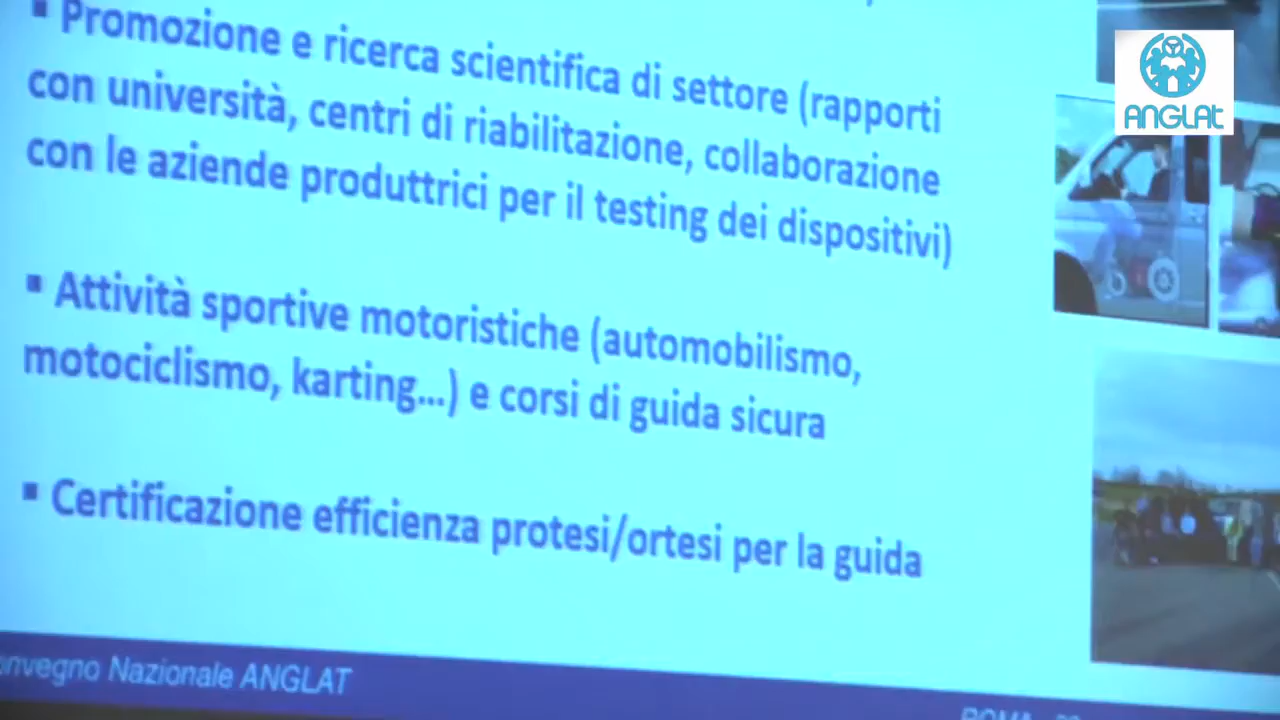 ▪ Promozione e ricerca scientifica di settore (rapporti
con università, centri di riabilitazione, collaborazione
con le aziende produttrici per il testing dei dispositivi)
▪ Attività sportive motoristiche (automobilismo,
motociclismo, karting...) e corsi di guida sicura
▪ Certificazione efficienza protesi/ortesi per la guida
ANGLAT
onvegno Nazionale ANGLAT
ROMA